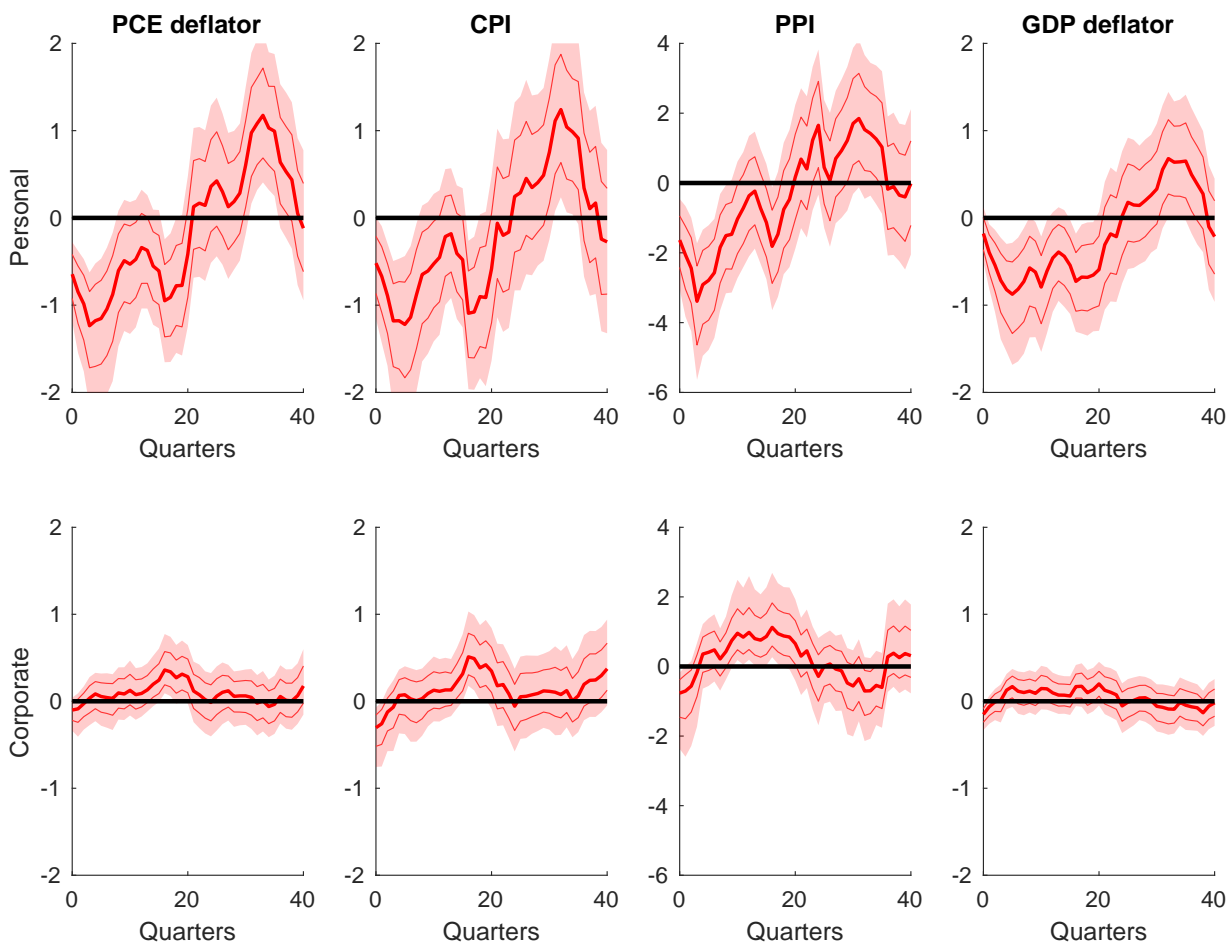 PCE deflator CPI PPI GDP deflator
2 2 4 2
1 1 2 1
0 0 0 0
-1 -1 -2 -1
-4
-2 -2 -6 -2
Personal
0 20 40 0 20 40 0 20 40 0 20 40
Quarters Quarters Quarters Quarters
2 2 4 2
1 1 2 1
0 0 0 0
-1 -1 -2 -1
-4
-2 -2 -6 -2
Corporate
0 20 40 0 20 40 0 20 40 0 20 40
Quarters Quarters Quarters Quarters